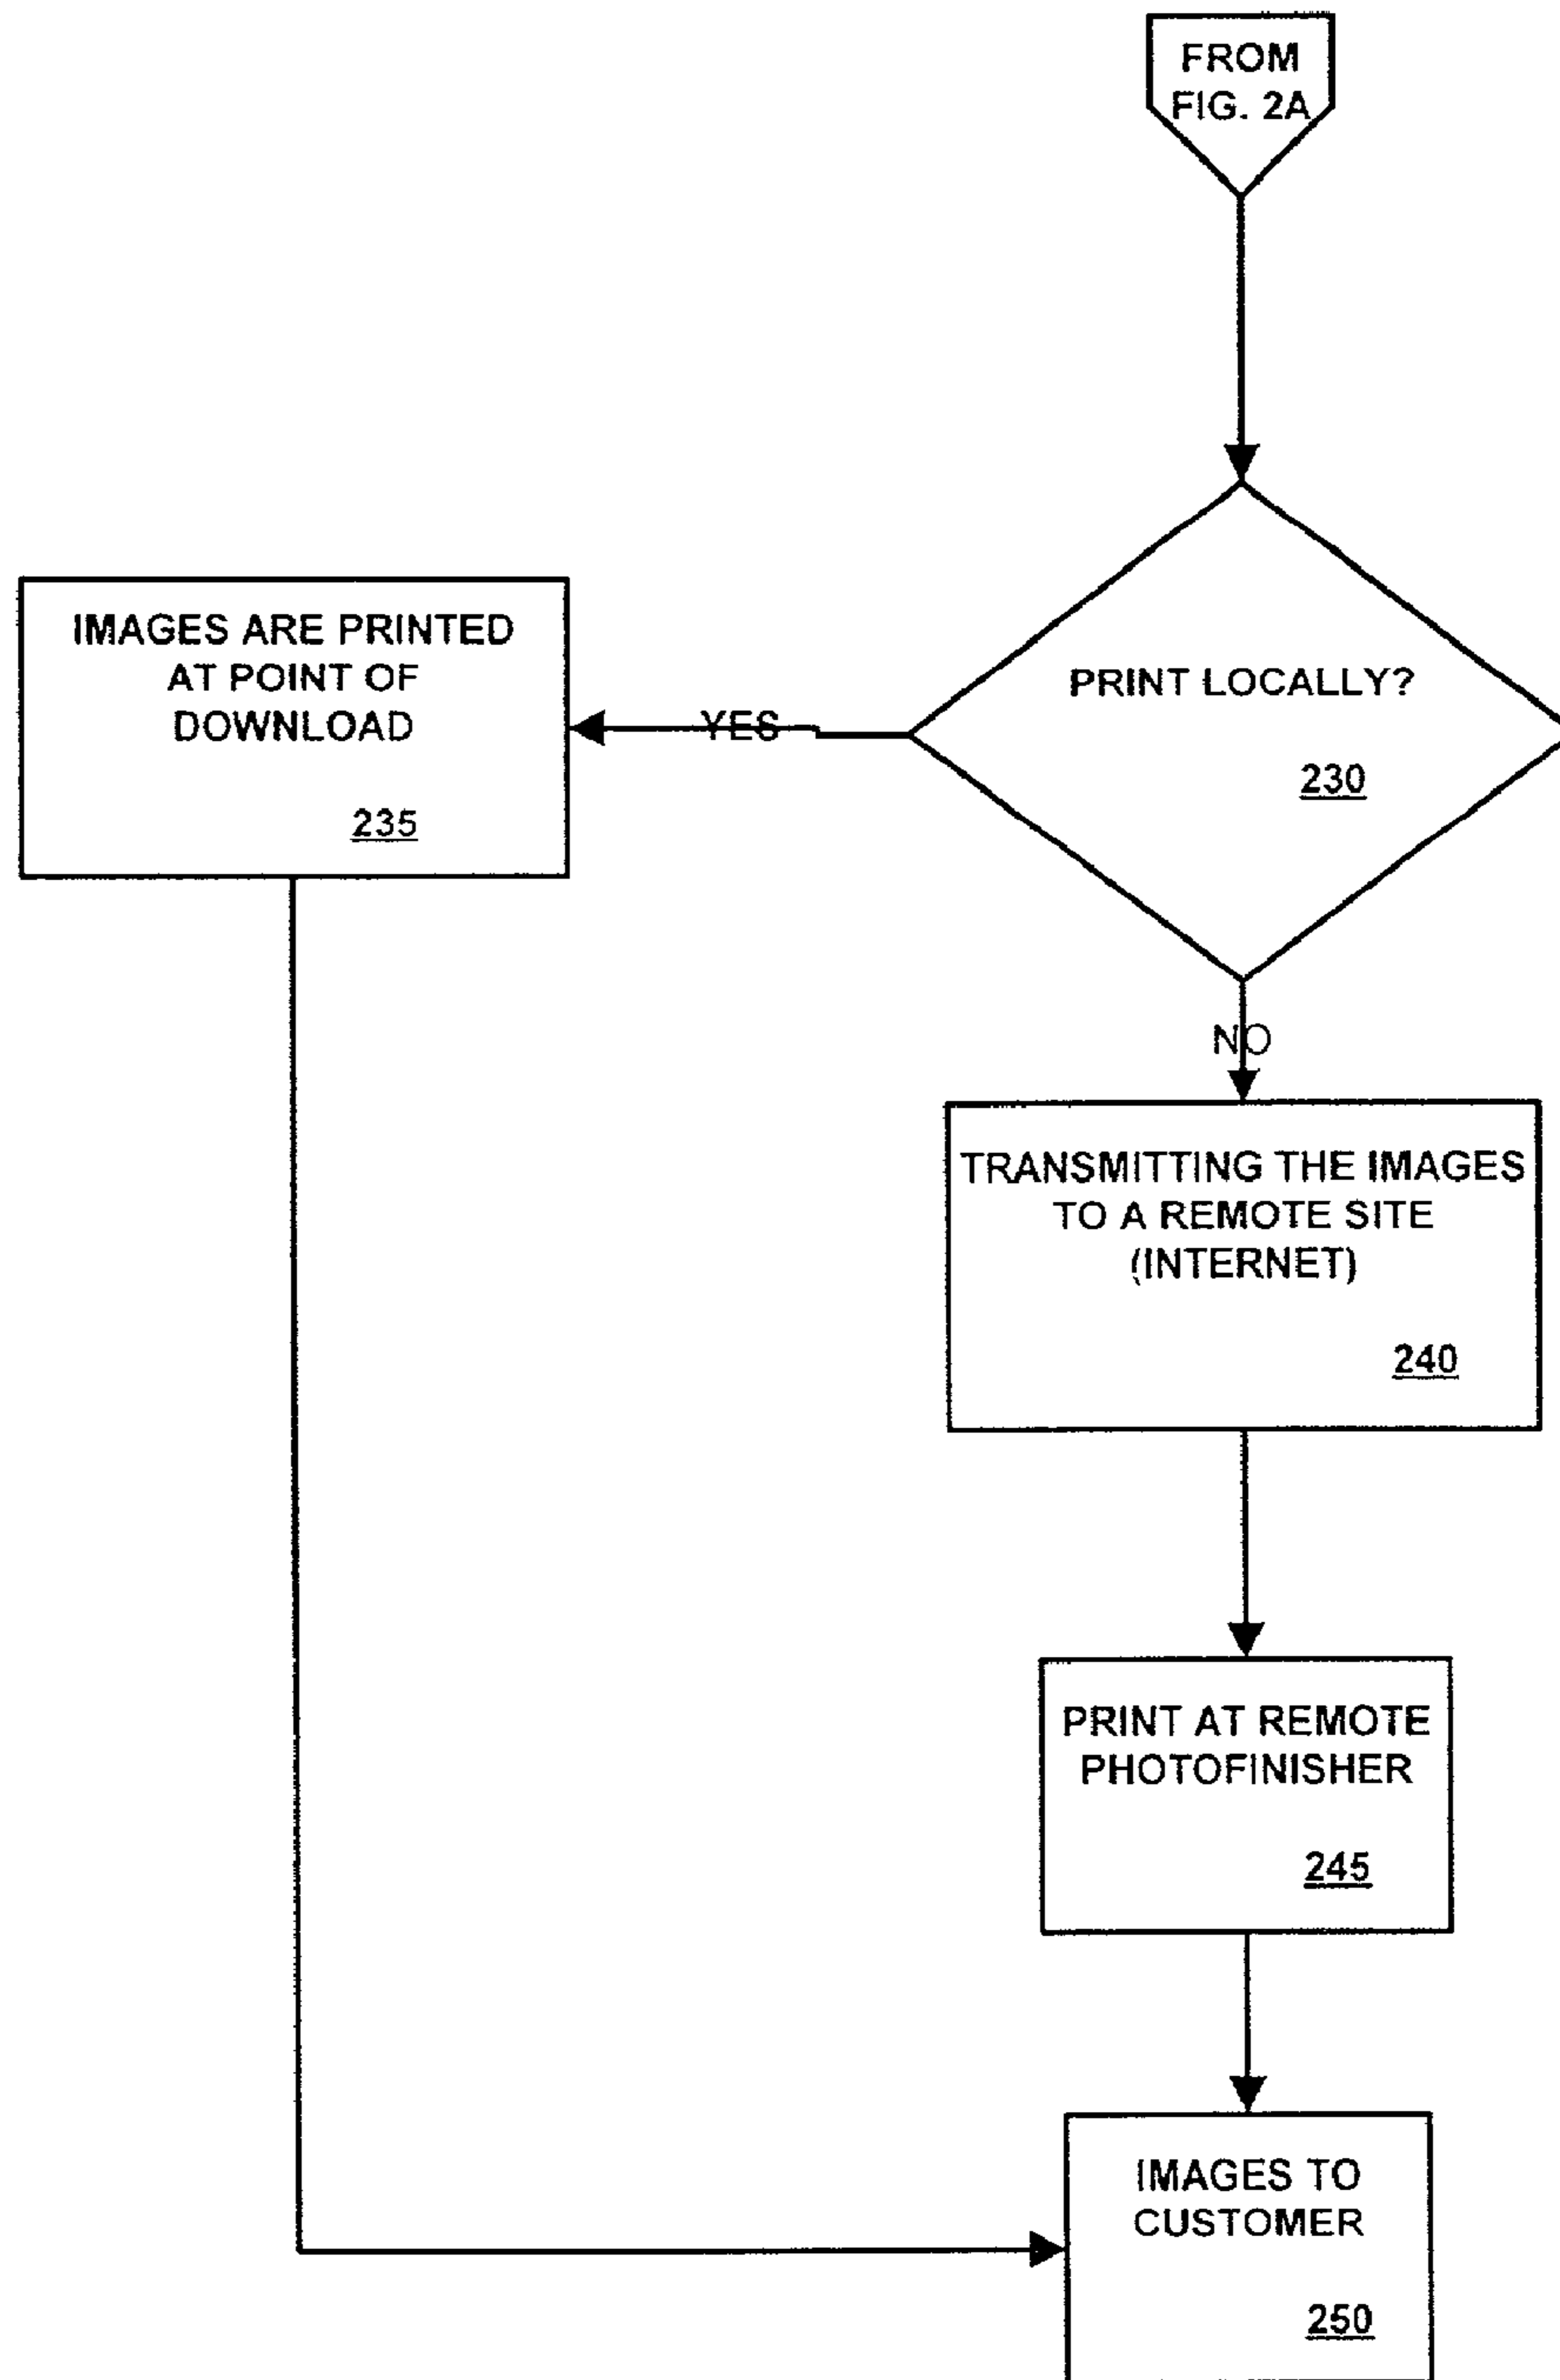 FROM
FIG. 2A
PRINT LOCALLY?
230
YES
IMAGES ARE PRINTED
AT POINT OF
DOWNLOAD
235
NO
TRANSMITTING THE IMAGES
TO A REMOTE SITE
(INTERNET)
240
PRINT AT REMOTE
PHOTOFINISHER
245
IMAGES TO
CUSTOMER
250